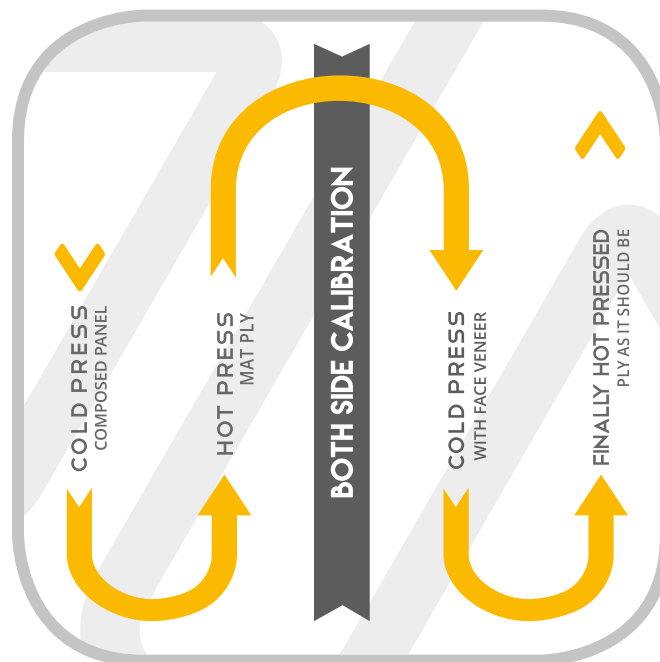 COLD PRESS
COMPOSED PANEL
HOT PRESS
MAT PLY
BOTH SIDE CALIBRATION
COLD PRESS
WITH FACE VENEER
FINALLY HOT PRESSED
PLY AS IT SHOULD BE